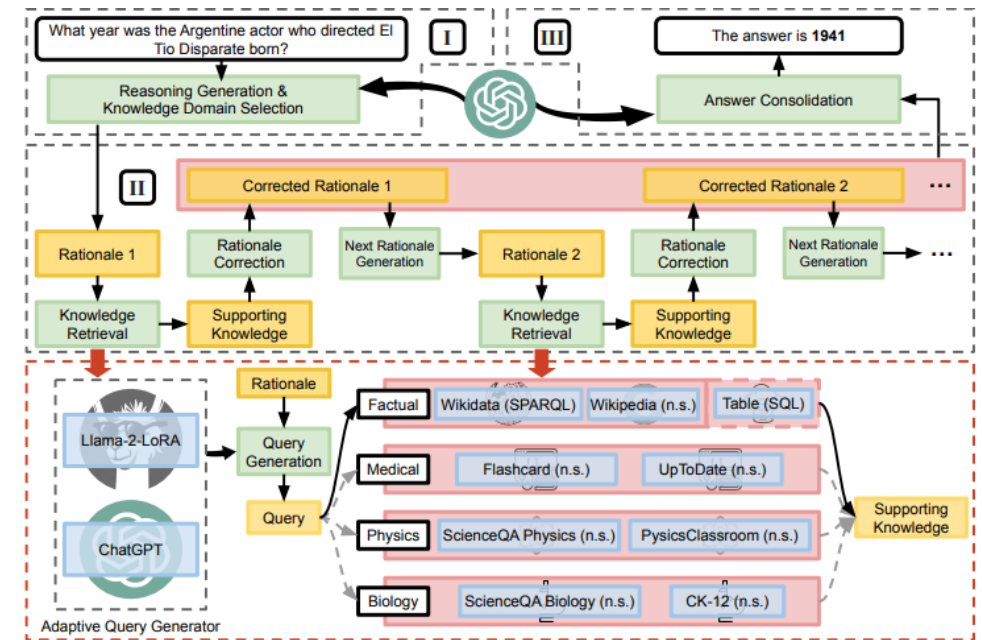 What year was the Argentine actor who directed El
Tio Disparate born?
I
III
The answer is 1941
Reasoning Generation &
Knowledge Domain Selection
Answer Consolidation
II
Corrected Rationale 1
Corrected Rationale 2
...
Rationale 1
Rationale
Correction
Next Rationale
Generation
Rationale 2
Rationale
Correction
Next Rationale
Generation
...
Knowledge
Retrieval
Supporting
Knowledge
Knowledge
Retrieval
Supporting
Knowledge
Llama-2-LoRA
ChatGPT
Adaptive Query Generator
Rationale
Query
Generation
Query
Factual
Wikidata (SPARQL)
Wikipedia (n.s.)
Table (SQL)
Medical
Flashcard (n.s.)
UpToDate (n.s.)
Physics
ScienceQA Physics (n.s.)
PysicsClassroom (n.s.)
Biology
ScienceQA Biology (n.s.)
CK-12 (n.s.)
Supporting
Knowledge